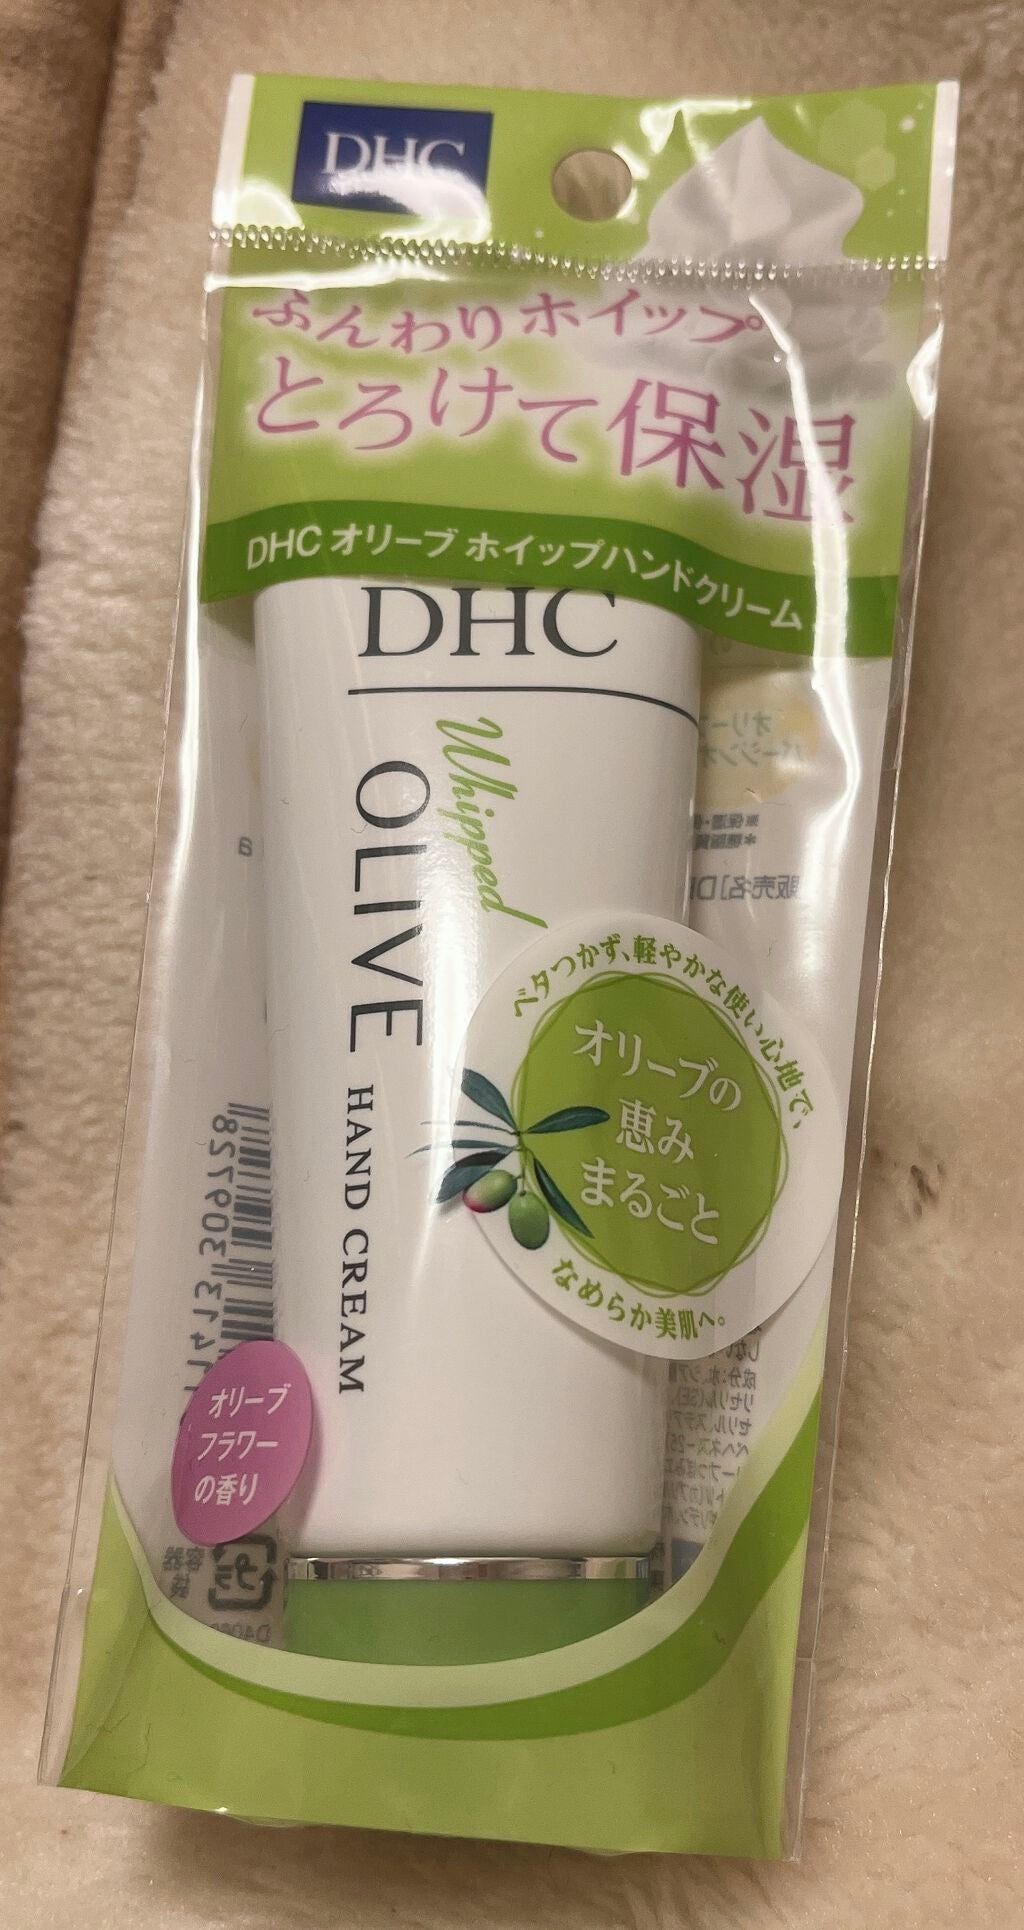 DHC
ふんわりホイップ
とろけて保湿
DHC オリーブ ホイップハンドクリーム
DHC
Whipped
OLIVE
HAND CREAM
ベタつかず、軽やかな使い心地で、
オリーブの
恵み
まるごと
なめらか美肌へ。
オリーブ
フラワー
の香り